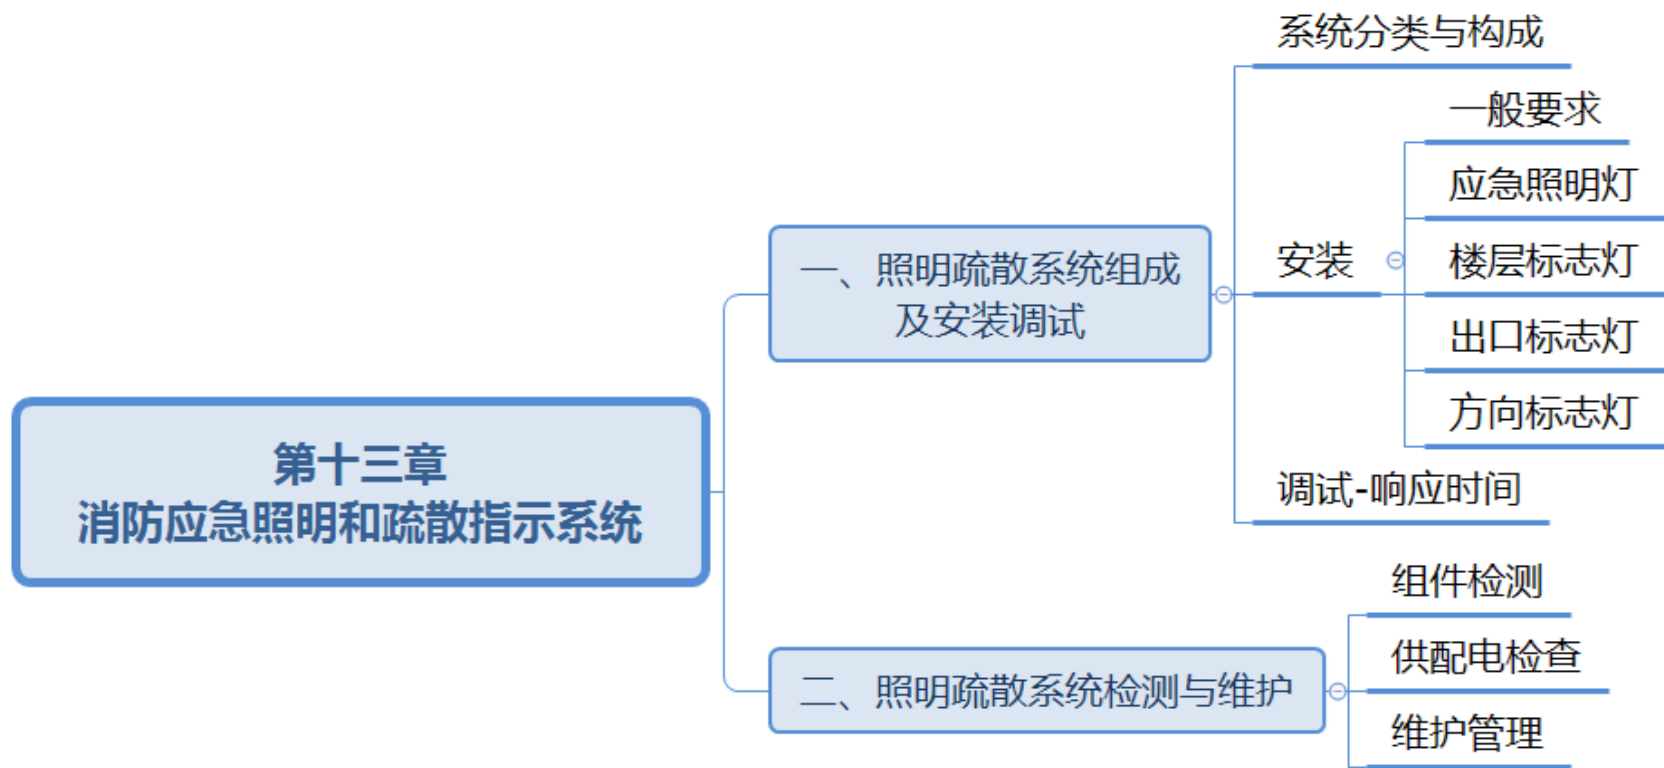 第十三章
消防应急照明和疏散指示系统
一、照明疏散系统组成
及安装调试
系统分类与构成
安装
一般要求
应急照明灯
楼层标志灯
出口标志灯
方向标志灯
调试-响应时间
二、照明疏散系统检测与维护
组件检测
供配电检查
维护管理